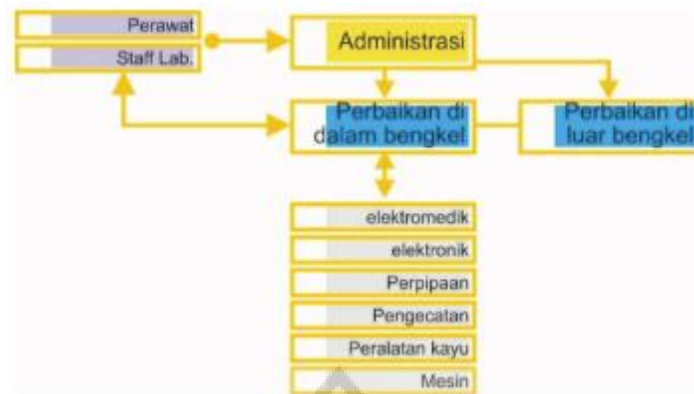 Perawat
Staff Lab.
Administrasi
Perbaikan di
dalam bengkel
Perbaikan di
luar bengkel
elektromedik
elektronik
Perpipaan
Pengecatan
Peralatan kayu
Mesin